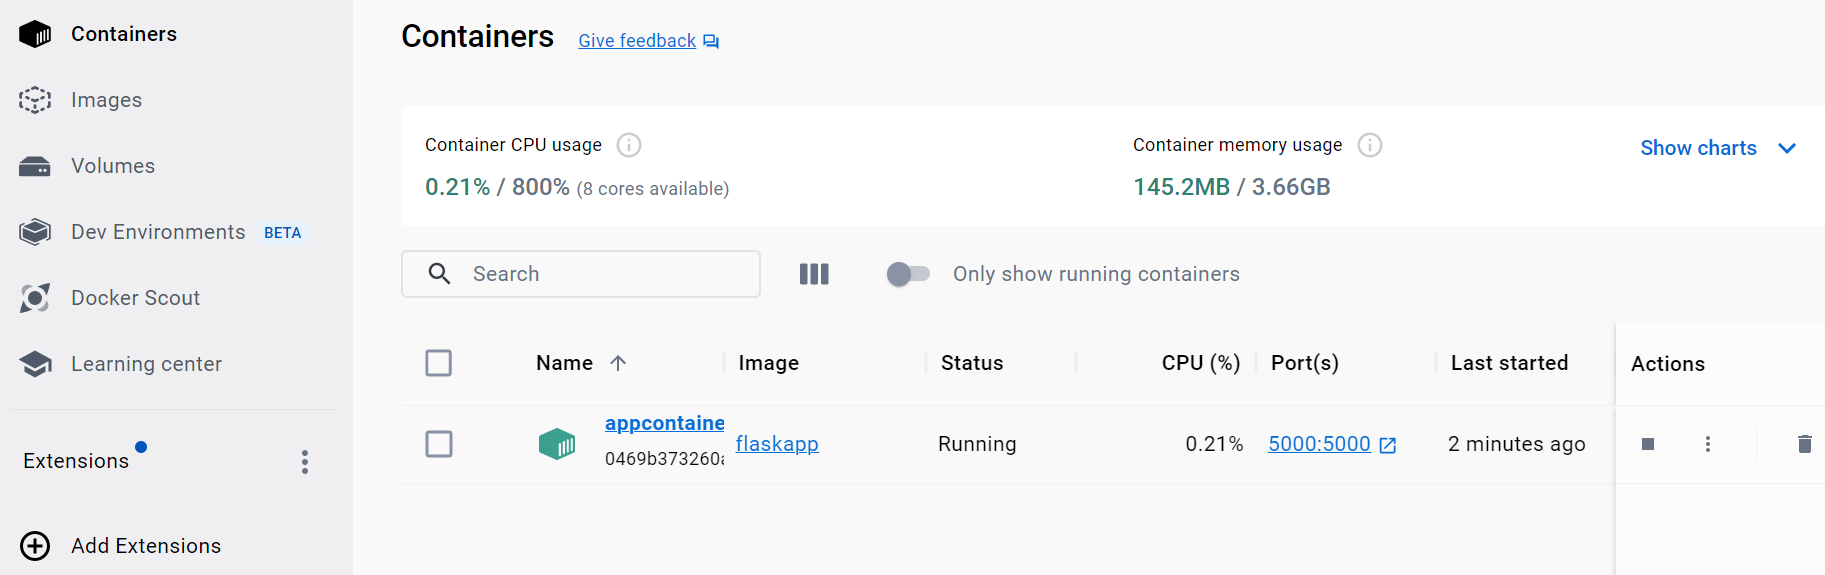 Containers
Images
Volumes
Dev Environments BETA
Docker Scout
Learning center
Extensions
Add Extensions
Containers Give feedback
Container CPU usage
0.21% / 800% (8 cores available)
Container memory usage
145.2MB / 3.66GB
Show charts
Search
Only show running containers
Name Image Status CPU (%) Port(s) Last started Actions
appcontaine
0469b373260
flaskapp Running 0.21% 5000:5000 2 minutes ago